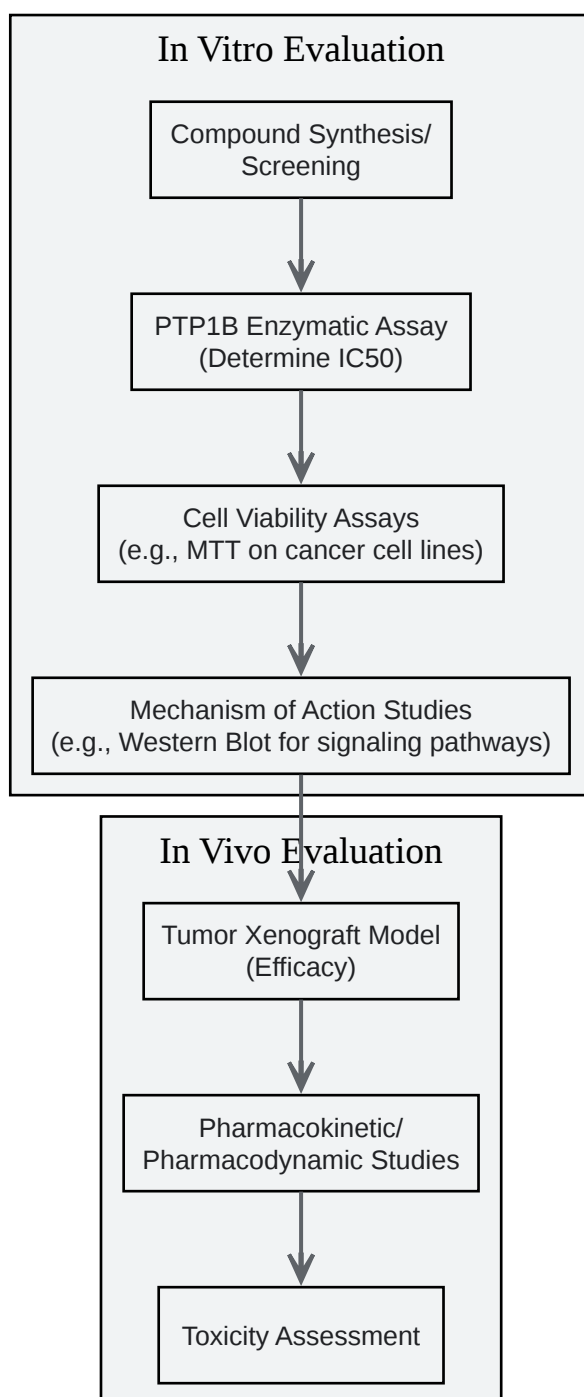 In Vitro Evaluation
Compound Synthesis/
Screening
PTP1B Enzymatic Assay
(Determine IC50)
Cell Viability Assays
(e.g., MTT on cancer cell lines)
Mechanism of Action Studies
(e.g., Western Blot for signaling pathways)
In Vivo Evaluation
Tumor Xenograft Model
(Efficacy)
Pharmacokinetic/
Pharmacodynamic Studies
Toxicity Assessment